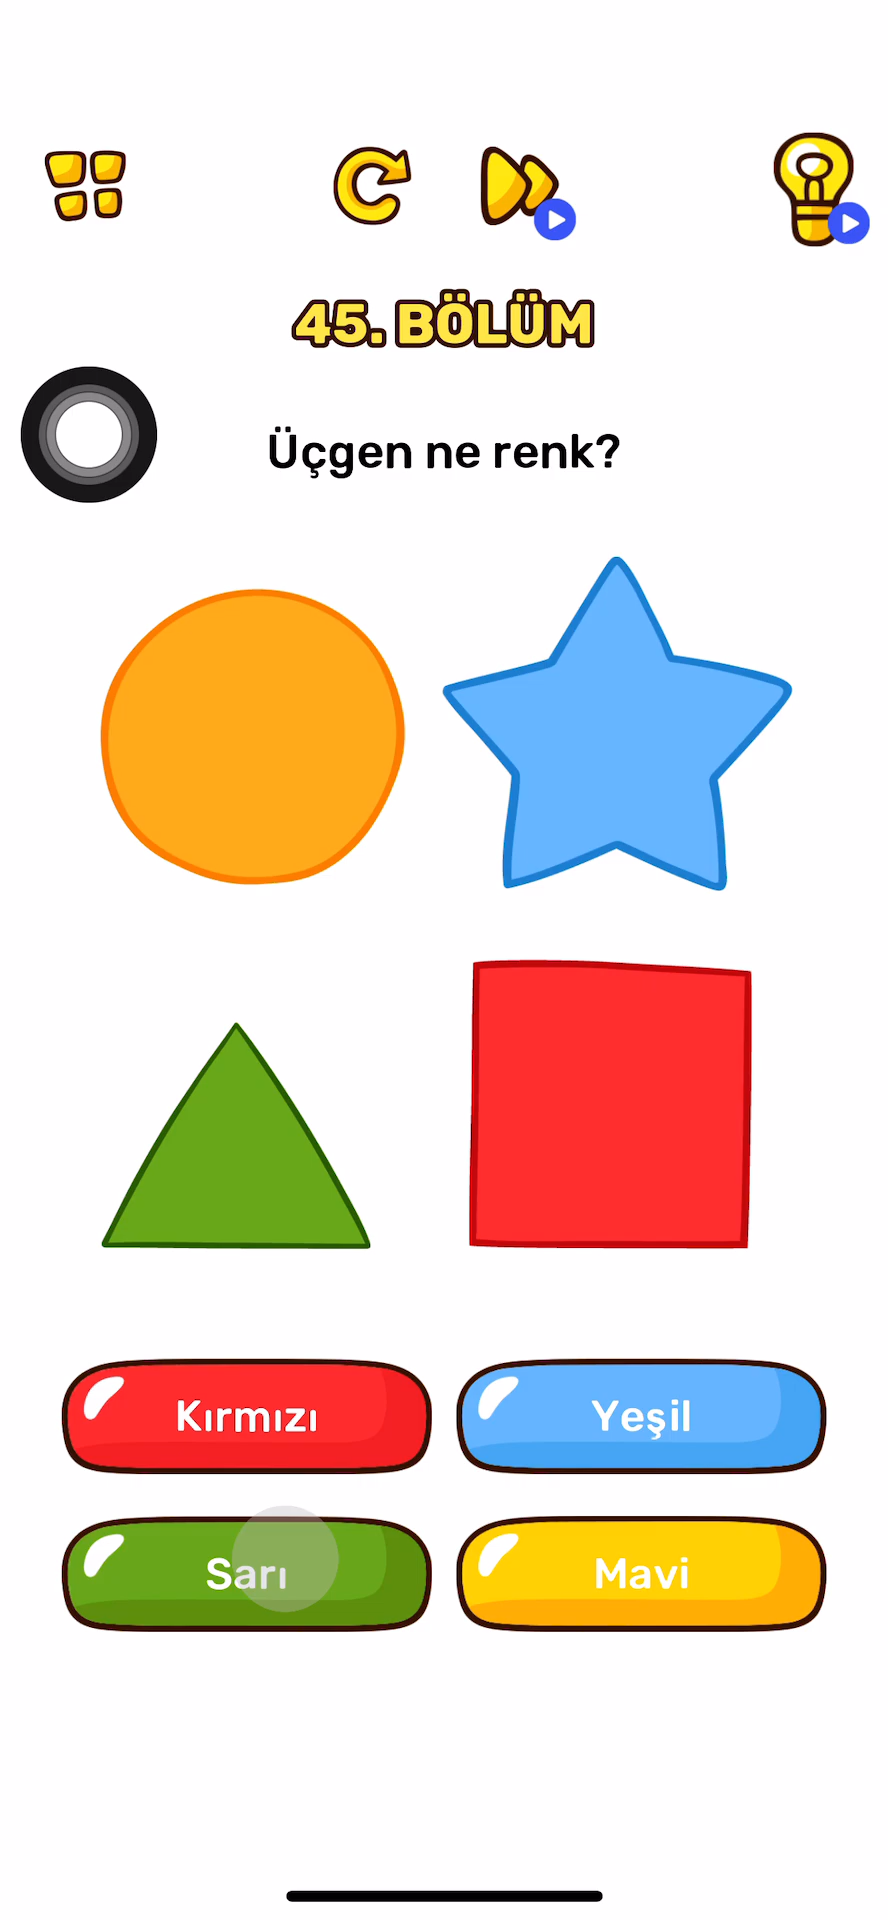 45. BÖLÜM
Üçgen ne renk?
Kırmızı
Yeşil
Sarı
Mavi